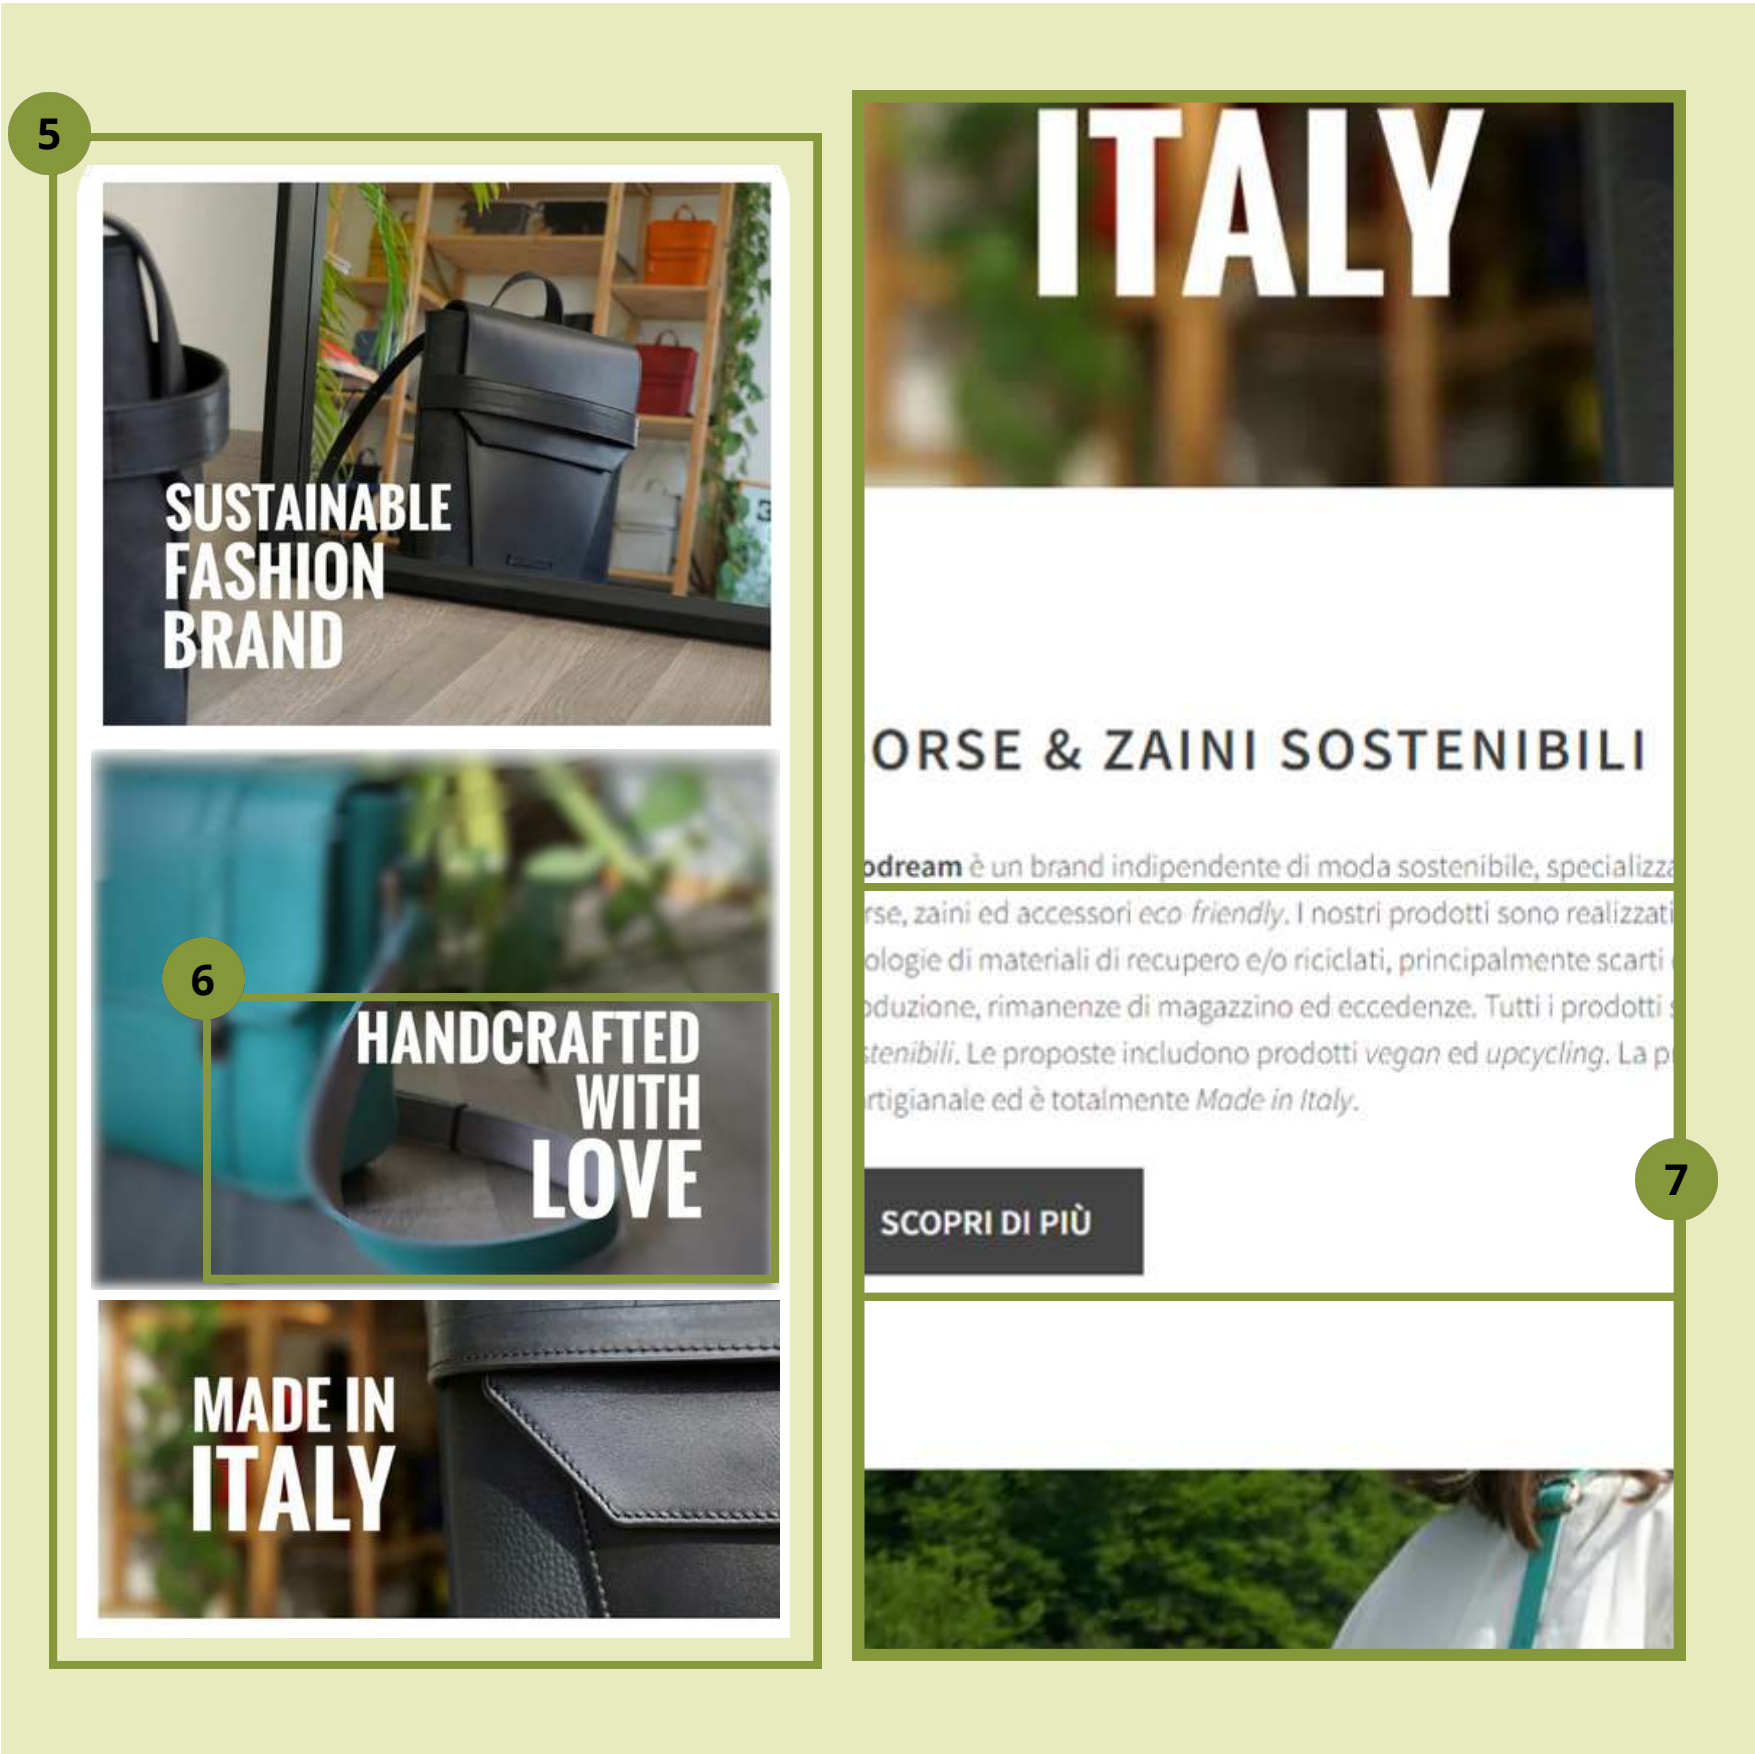 5
SUSTAINABLE
FASHION
BRAND
6
HANDCRAFTED
WITH
LOVE
MADE IN
ITALY
ITALY
ORSE & ZAINI SOSTENIBILI
odream è un brand indipendente di moda sostenibile, specializza
rse, zaini ed accessori eco friendly. I nostri prodotti sono realizzati
ologie di materiali di recupero e/o riciclati, principalmente scarti
oduzione, rimanenze di magazzino ed eccedenze. Tutti i prodotti s
stenibili. Le proposte includono prodotti vegan ed upcycling. La p
rtigianale ed è totalmente Made in Italy.
7
SCOPRI DI PIÙ